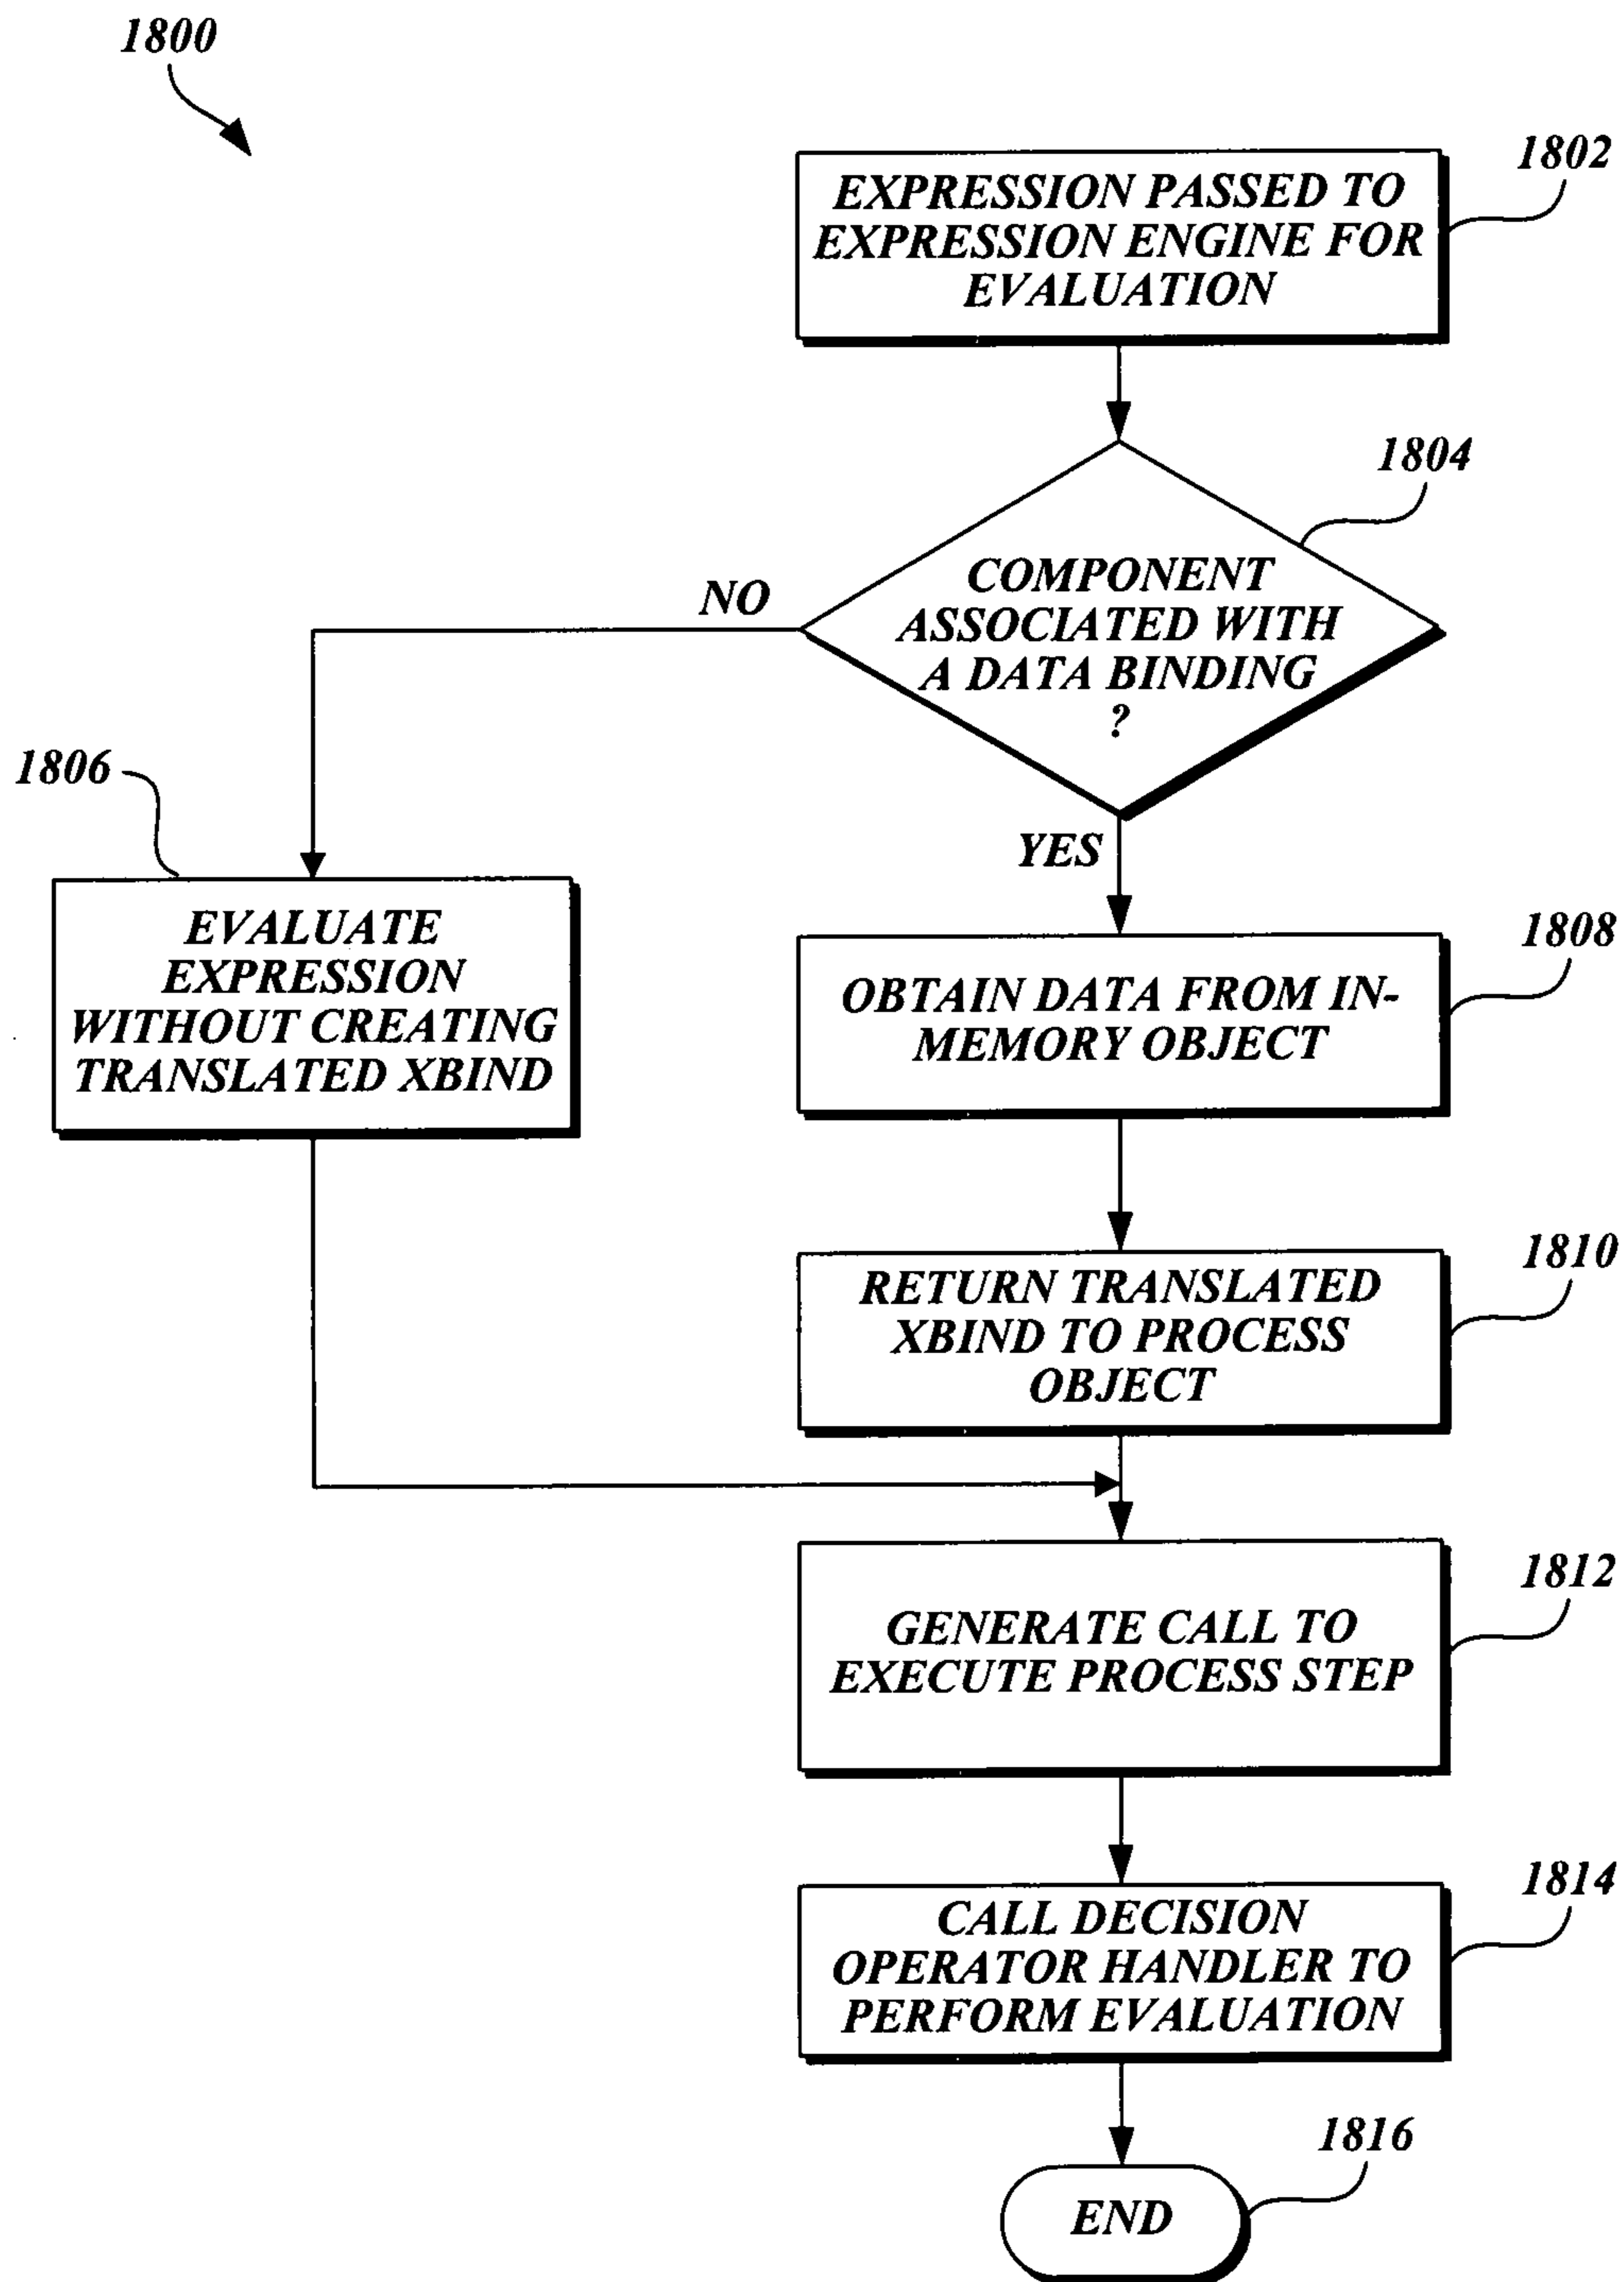 1800
1802
EXPRESSION PASSED TO
EXPRESSION ENGINE FOR
EVALUATION
1804
COMPONENT
ASSOCIATED WITH
A DATA BINDING
?
NO
YES
1806
EVALUATE
EXPRESSION
WITHOUT CREATING
TRANSLATED XBIND
1808
OBTAIN DATA FROM IN-
MEMORY OBJECT
1810
RETURN TRANSLATED
XBIND TO PROCESS
OBJECT
1812
GENERATE CALL TO
EXECUTE PROCESS STEP
1814
CALL DECISION
OPERATOR HANDLER TO
PERFORM EVALUATION
1816
END